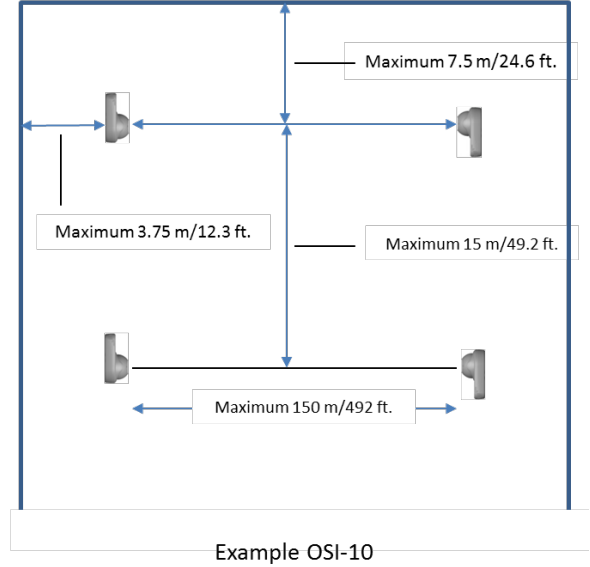 Maximum 7.5 m/24.6 ft.
Maximum 3.75 m/12.3 ft.
Maximum 15 m/49.2 ft.
Maximum 150 m/492 ft.
Example OSI-10